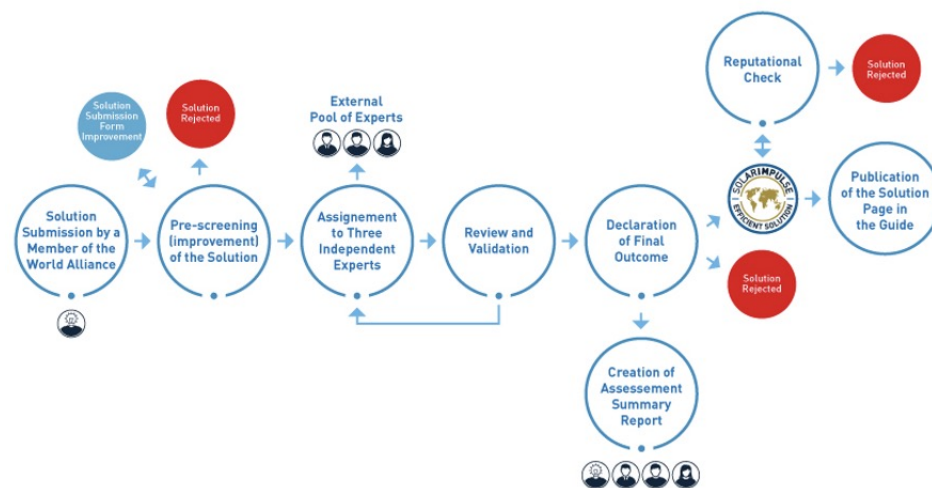 Reputational
Check
Solution
Rejected
Solution
Submission
Form
Improvement
Solution
Rejected
External
Pool of Experts
Solution
Submission by a
Member of the
World Alliance
Pre-screening
(improvement)
of the Solution
Assignement
to Three
Independent
Experts
Review and
Validation
Declaration
of Final
Outcome
SOLARIMPULSE
EFFICIENT SOLUTION
Publication
of the Solution
Page in
the Guide
Solution
Rejected
Creation of
Assessement
Summary
Report